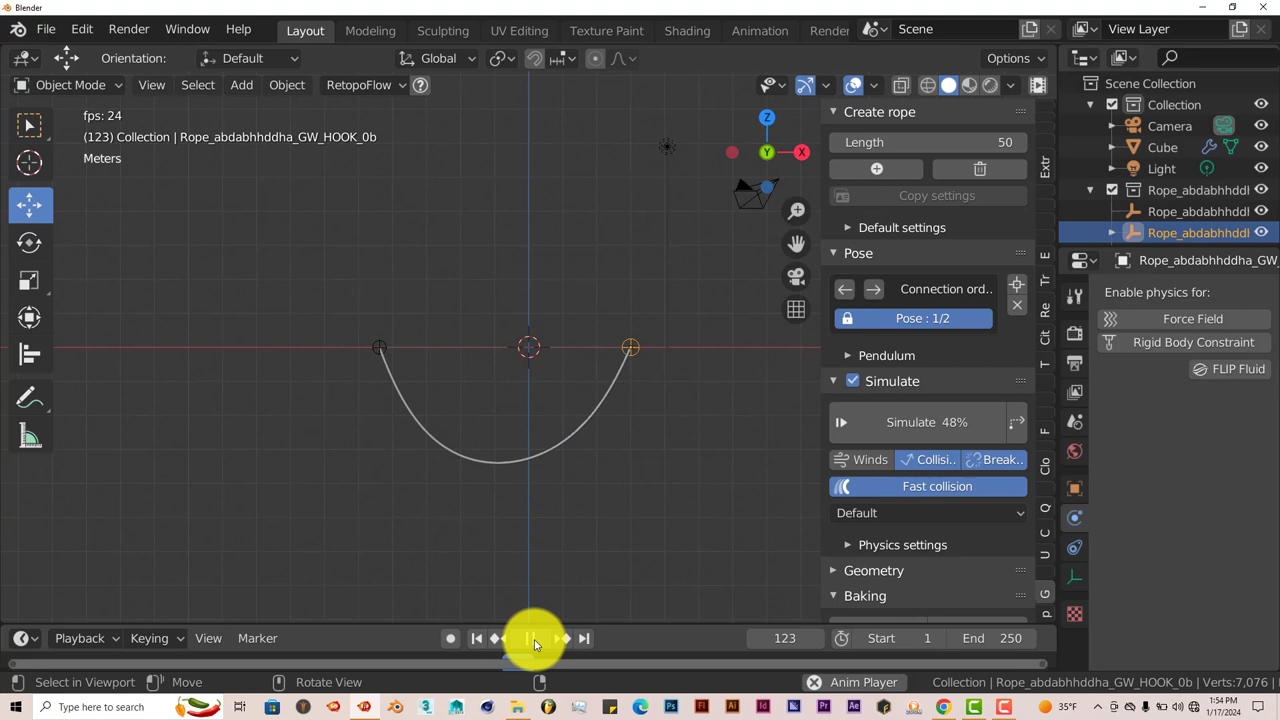 Blender
File Edit Render Window Help Layout Modeling Sculpting UV Editing Texture Paint Shading Animation Render Scene View Layer
Orientation: Default Global Options
Object Mode View Select Add Object RetopoFlow
fps: 24
(123) Collection | Rope_abdabhhddha_GW_HOOK_0b
Meters
Z
Y
X
Create rope
Length 50
Copy settings
Default settings
Pose
Connection ord..
Pose : 1/2
Pendulum
Simulate
Simulate 48%
Winds Collisi.. Break..
Fast collision
Default
Physics settings
Geometry
Baking
Extr
E
Tr
Re
Cit
F
Clo
Q
C
U
G
P
Scene Collection
Collection
Camera
Cube
Light
Rope_abdabhhddl
Rope_abdabhhddl
Rope_abdabhhddl
Rope_abdabhhddha_GW_
Enable physics for:
Force Field
Rigid Body Constraint
FLIP Fluid
Playback Keying View Marker 123 Start 1 End 250
Select in Viewport Move Rotate View Anim Player Collection | Rope_abdabhhddha_GW_HOOK_0b | Verts:7,076 |
Type here to search 35°F 1:54 PM
1/17/2024